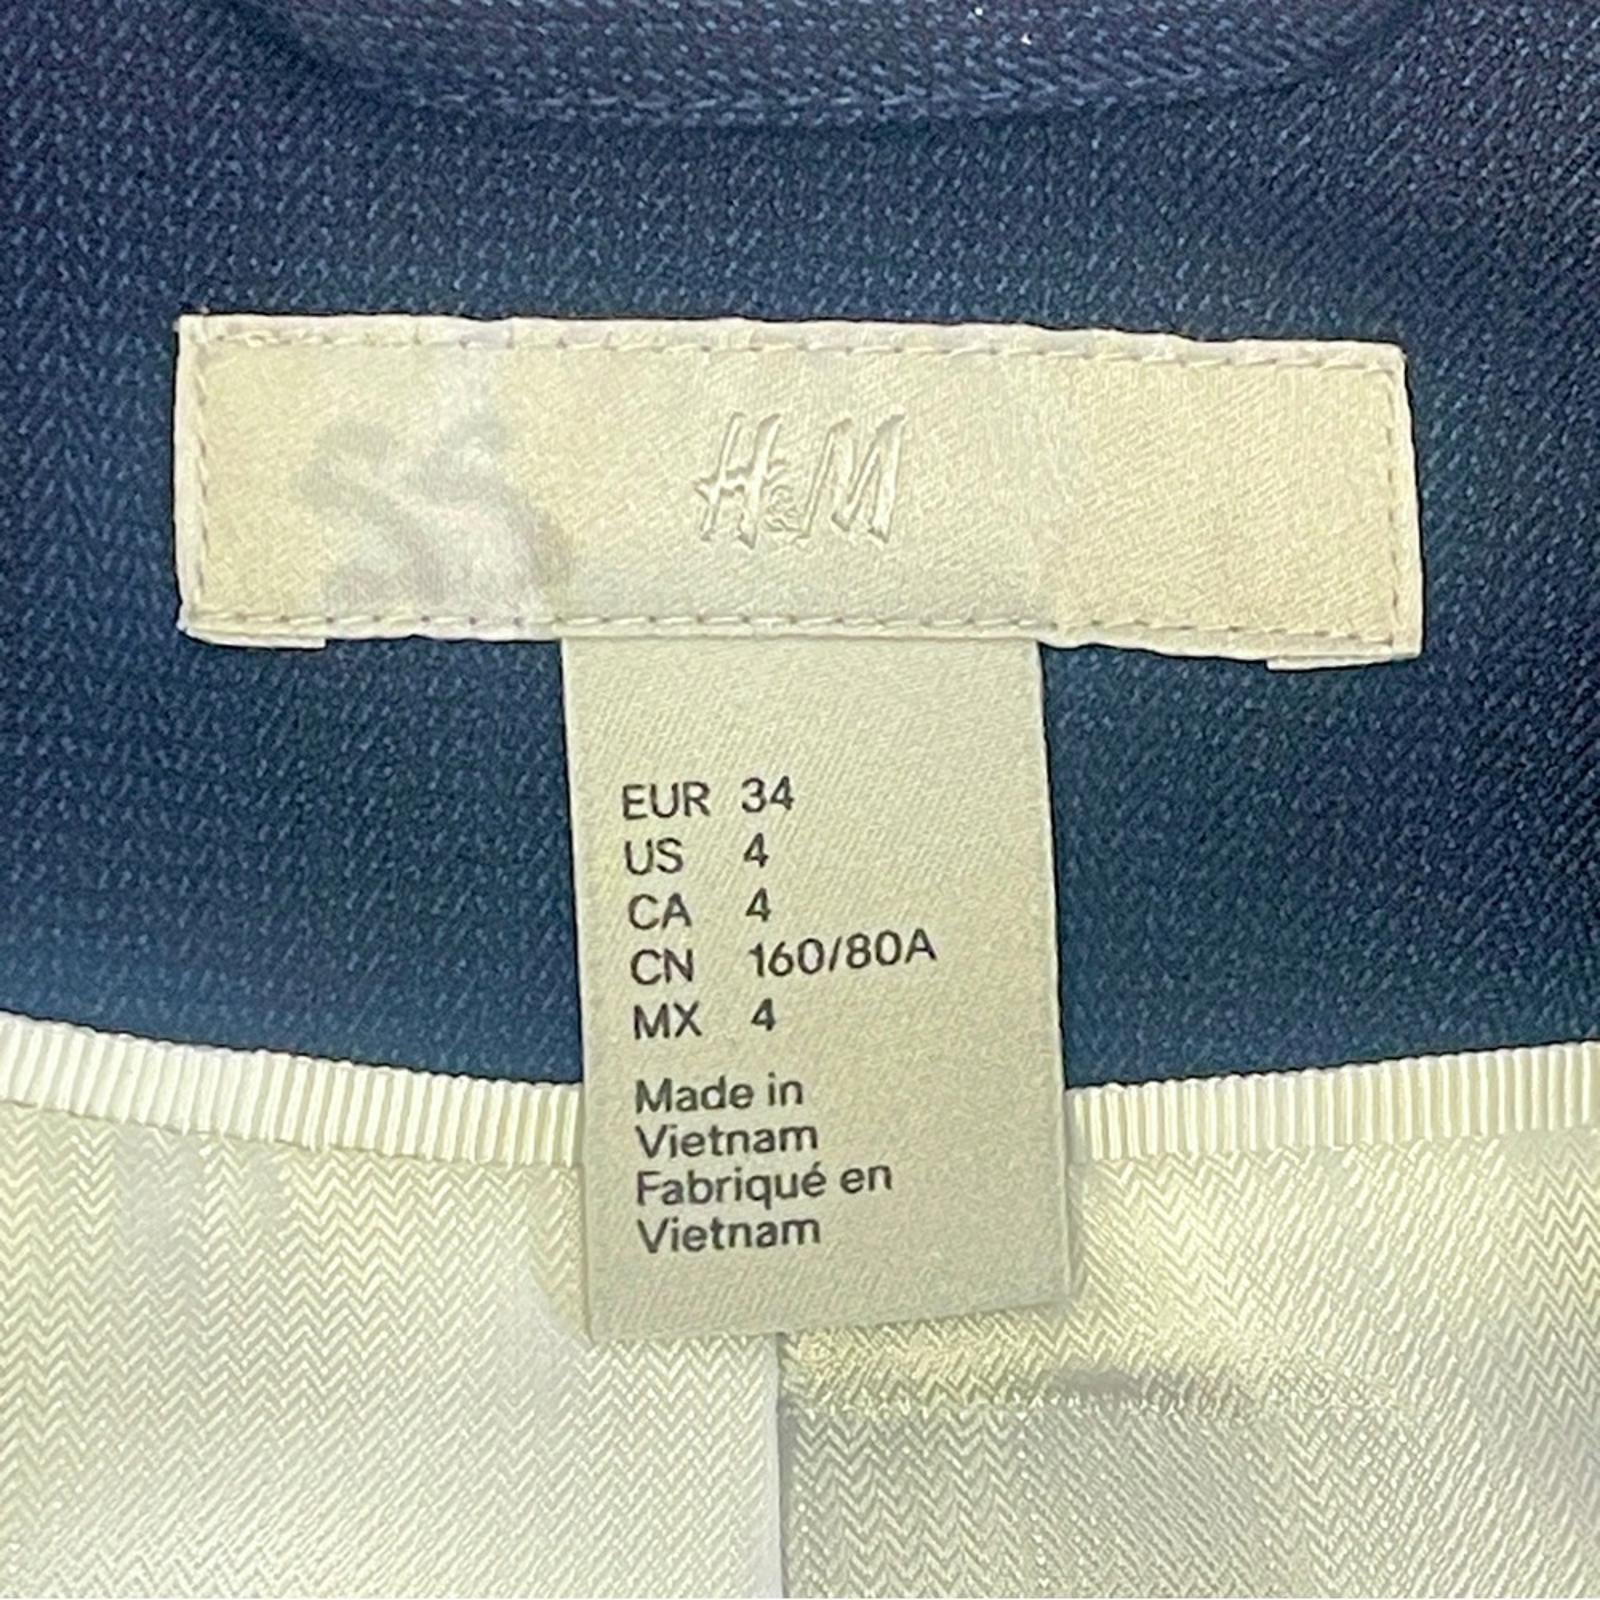 H&M
EUR 34
US 4
CA 4
CN 160/80A
MX 4
Made in
Vietnam
Fabriqué en
Vietnam